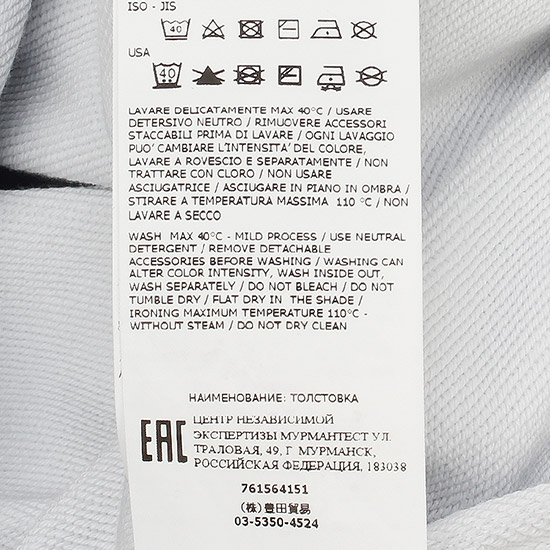 ISO - JIS
40
USA
40
LAVARE DELICATAMENTE MAX 40°C / USARE
DETERSIVO NEUTRO / RIMUOVERE ACCESSORI
STACCABILI PRIMA DI LAVARE / OGNI LAVAGGIO
PUO' CAMBIARE L'INTENSITA' DEL COLORE,
LAVARE A ROVESCIO E SEPARATAMENTE / NON
TRATTARE CON CLORO / NON USARE
ASCIUGATRICE / ASCIUGARE IN PIANO IN OMBRA /
STIRARE A TEMPERATURA MASSIMA 110 °C / NON
LAVARE A SECCO
WASH MAX 40°C - MILD PROCESS / USE NEUTRAL
DETERGENT / REMOVE DETACHABLE
ACCESSORIES BEFORE WASHING / WASHING CAN
ALTER COLOR INTENSITY, WASH INSIDE OUT,
WASH SEPARATELY / DO NOT BLEACH / DO NOT
TUMBLE DRY / FLAT DRY IN THE SHADE /
IRONING MAXIMUM TEMPERATURE 110°C -
WITHOUT STEAM / DO NOT DRY CLEAN
НАИМЕНОВАНИЕ: ТОЛСТОВКА
EAC
ЦЕНТР НЕЗАВИСИМОЙ
ЭКСПЕРТИЗЫ МУРМАНТЕСТ УЛ.
ТРАЛОВАЯ, 49, Г. МУРМАНСК,
РОССИЙСКАЯ ФЕДЕРАЦИЯ, 183038
761564151
(株)豊田貿易
03-5350-4524